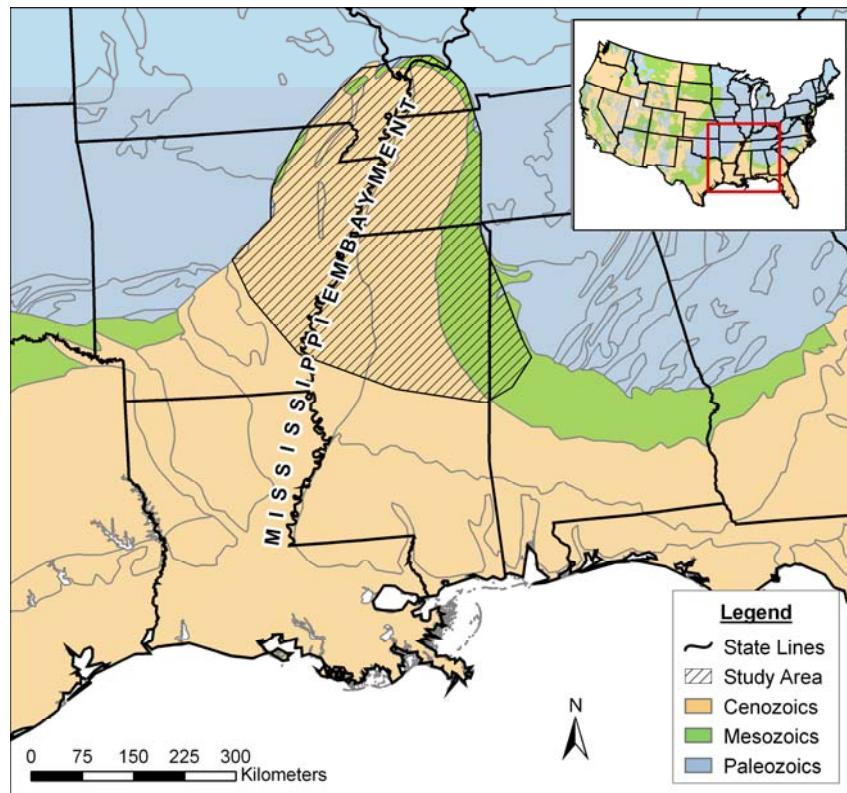 MISSISSIPPI EMBAYMENT
Legend
State Lines
Study Area
Cenozoics
Mesozoics
Paleozoics
N
0 75 150 225 300
Kilometers